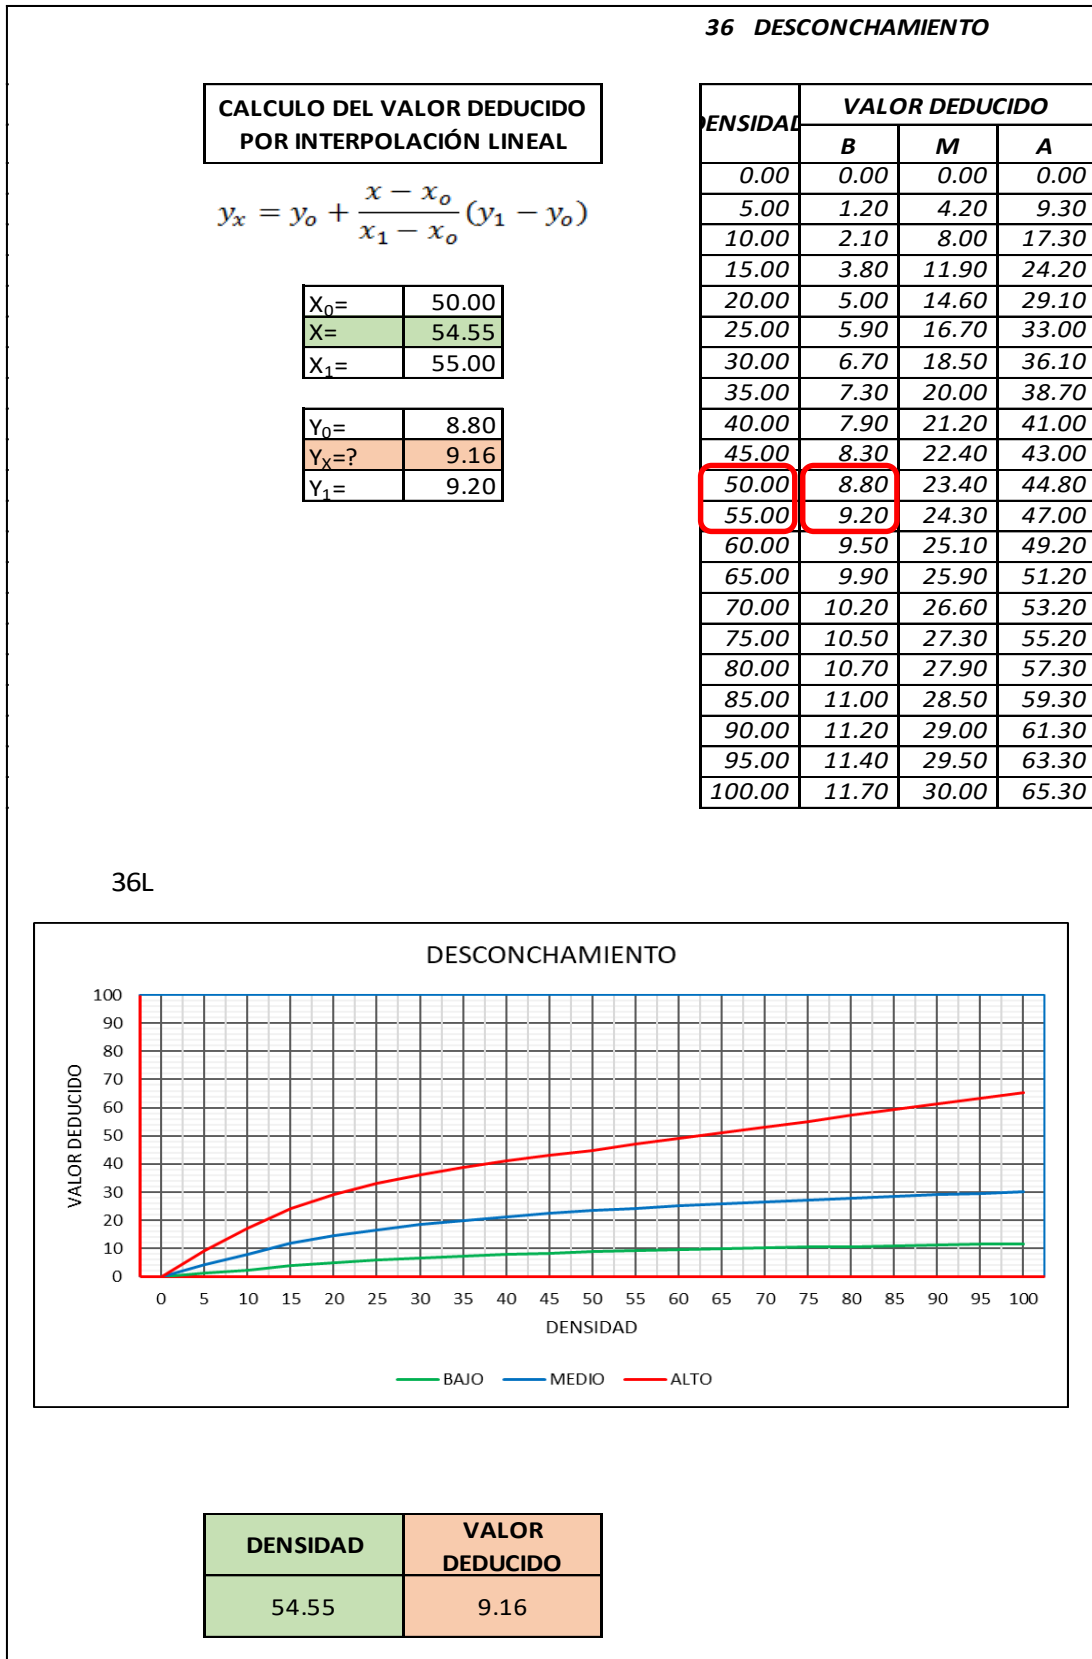 36 DESCONCHAMIENTO
CALCULO DEL VALOR DEDUCIDO
POR INTERPOLACIÓN LINEAL
y_x = y_o + (x − x_o)/(x_1 − x_o) (y_1 − y_o)
X₀= 50.00
X= 54.55
X₁= 55.00
Y₀= 8.80
Y_X=? 9.16
Y₁= 9.20
DENSIDAD VALOR DEDUCIDO
B M A
0.00 0.00 0.00 0.00
5.00 1.20 4.20 9.30
10.00 2.10 8.00 17.30
15.00 3.80 11.90 24.20
20.00 5.00 14.60 29.10
25.00 5.90 16.70 33.00
30.00 6.70 18.50 36.10
35.00 7.30 20.00 38.70
40.00 7.90 21.20 41.00
45.00 8.30 22.40 43.00
50.00 8.80 23.40 44.80
55.00 9.20 24.30 47.00
60.00 9.50 25.10 49.20
65.00 9.90 25.90 51.20
70.00 10.20 26.60 53.20
75.00 10.50 27.30 55.20
80.00 10.70 27.90 57.30
85.00 11.00 28.50 59.30
90.00 11.20 29.00 61.30
95.00 11.40 29.50 63.30
100.00 11.70 30.00 65.30
36L
DESCONCHAMIENTO
VALOR DEDUCIDO
100
90
80
70
60
50
40
30
20
10
0
0 5 10 15 20 25 30 35 40 45 50 55 60 65 70 75 80 85 90 95 100
DENSIDAD
BAJO MEDIO ALTO
DENSIDAD VALOR
DEDUCIDO
54.55 9.16